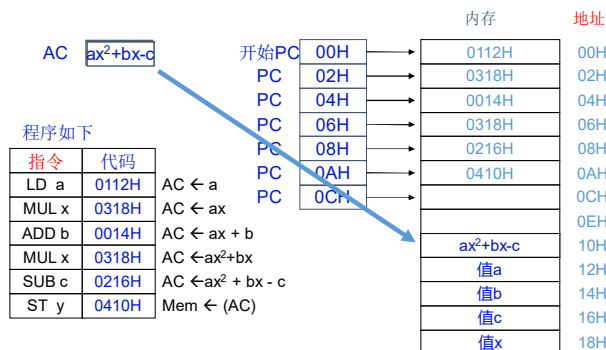 内存 地址
AC ax²+bx-c
开始PC 00H 0112H 00H
PC 02H 0318H 02H
PC 04H 0014H 04H
PC 06H 0318H 06H
PC 08H 0216H 08H
PC 0AH 0410H 0AH
PC 0CH 0CH
0EH
ax²+bx-c 10H
值a 12H
值b 14H
值c 16H
值x 18H
程序如下
指令 代码
LD a 0112H AC ← a
MUL x 0318H AC ← ax
ADD b 0014H AC ← ax + b
MUL x 0318H AC ←ax²+bx
SUB c 0216H AC ←ax² + bx - c
ST y 0410H Mem ← (AC)